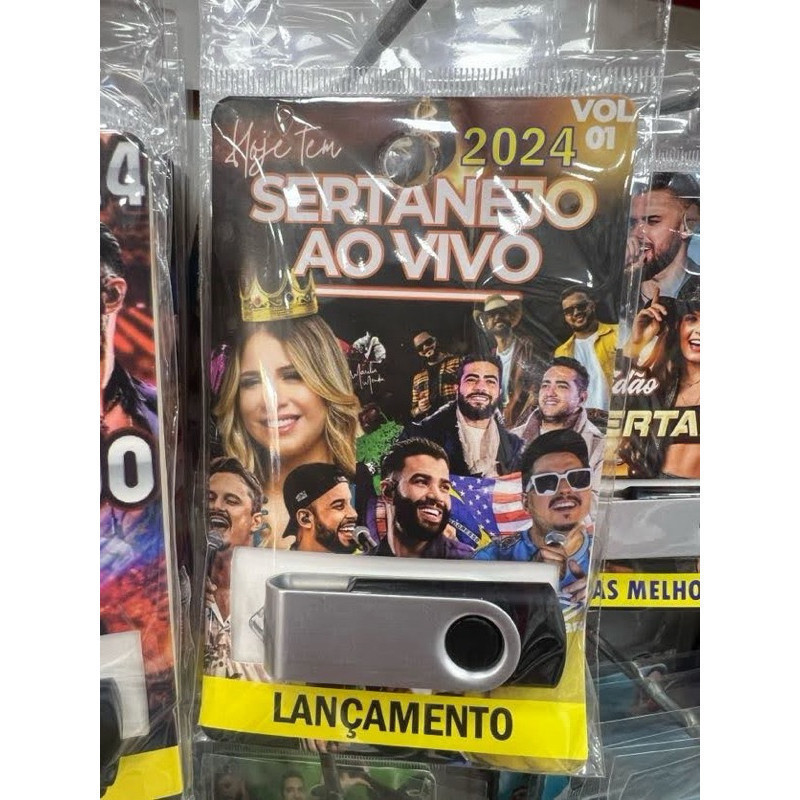 Hoje Tem
2024
VOL
01
SERTANEJO
AO VIVO
LANÇAMENTO
4
O
dão
ERTA
AS MELHO